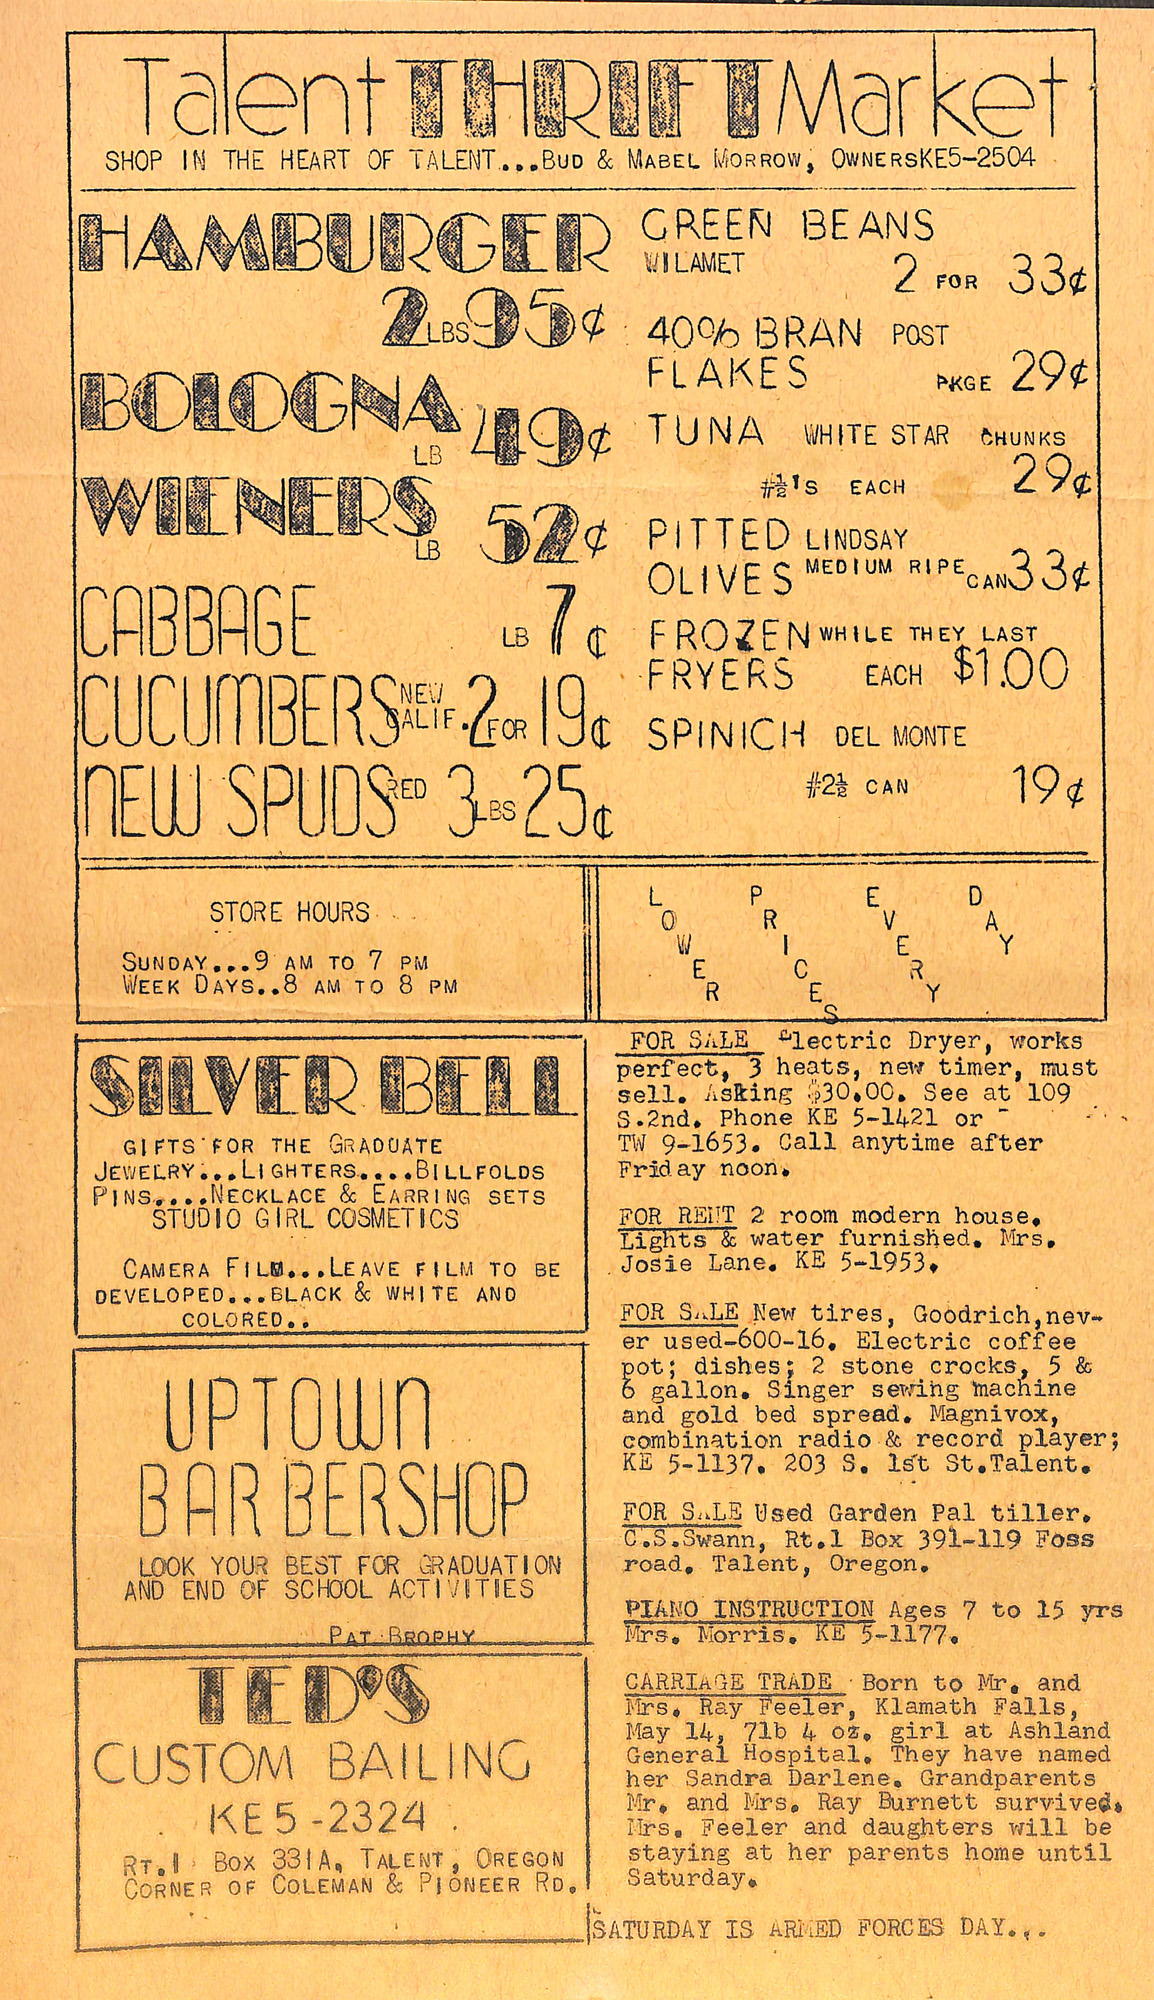 Talent THRIFT Market
SHOP IN THE HEART OF TALENT...BUD & MABEL MORROW, OWNERSKE5-2504
HAMBURGER
2LBS95¢
BOLOGNA
LB 49¢
WIENERS
LB 52¢
CABBAGE LB 7¢
CUCUMBERS NEW CALIF. 2 FOR 19¢
NEW SPUDS RED 3 LBS 25¢
GREEN BEANS
WILAMET 2 FOR 33¢
40% BRAN POST
FLAKES PKGE 29¢
TUNA WHITE STAR CHUNKS
#½'S EACH 29¢
PITTED LINDSAY
OLIVES MEDIUM RIPE CAN 33¢
FROZEN WHILE THEY LAST
FRYERS EACH $1.00
SPINICH DEL MONTE
#2½ CAN 19¢
STORE HOURS
SUNDAY...9 AM TO 7 PM
WEEK DAYS..8 AM TO 8 PM
LOWER PRICES EVERY DAY
SILVER BELL
GIFTS FOR THE GRADUATE
JEWELRY...LIGHTERS....BILLFOLDS
PINS....NECKLACE & EARRING SETS
STUDIO GIRL COSMETICS
CAMERA FILM...LEAVE FILM TO BE
DEVELOPED...BLACK & WHITE AND
COLORED..
UPTOWN
BARBERSHOP
LOOK YOUR BEST FOR GRADUATION
AND END OF SCHOOL ACTIVITIES
PAT BROPHY
TED'S
CUSTOM BAILING
KE5-2324
RT.1 BOX 331A, TALENT, OREGON
CORNER OF COLEMAN & PIONEER RD.
FOR SALE Electric Dryer, works
perfect, 3 heats, new timer, must
sell. Asking $30.00. See at 109
S.2nd. Phone KE 5-1421 or
TW 9-1653. Call anytime after
Friday noon.
FOR RENT 2 room modern house.
Lights & water furnished. Mrs.
Josie Lane. KE 5-1953.
FOR SALE New tires, Goodrich,nev-
er used-600-16. Electric coffee
pot; dishes; 2 stone crocks, 5 &
6 gallon. Singer sewing machine
and gold bed spread. Magnivox,
combination radio & record player;
KE 5-1137. 203 S. 1st St.Talent.
FOR SALE Used Garden Pal tiller.
C.S.Swann, Rt.1 Box 391-119 Foss
road. Talent, Oregon.
PIANO INSTRUCTION Ages 7 to 15 yrs
Mrs. Morris. KE 5-1177.
CARRIAGE TRADE Born to Mr. and
Mrs. Ray Feeler, Klamath Falls,
May 14, 7lb 4 oz. girl at Ashland
General Hospital. They have named
her Sandra Darlene. Grandparents
Mr. and Mrs. Ray Burnett survived.
Mrs. Feeler and daughters will be
staying at her parents home until
Saturday.
SATURDAY IS ARMED FORCES DAY...